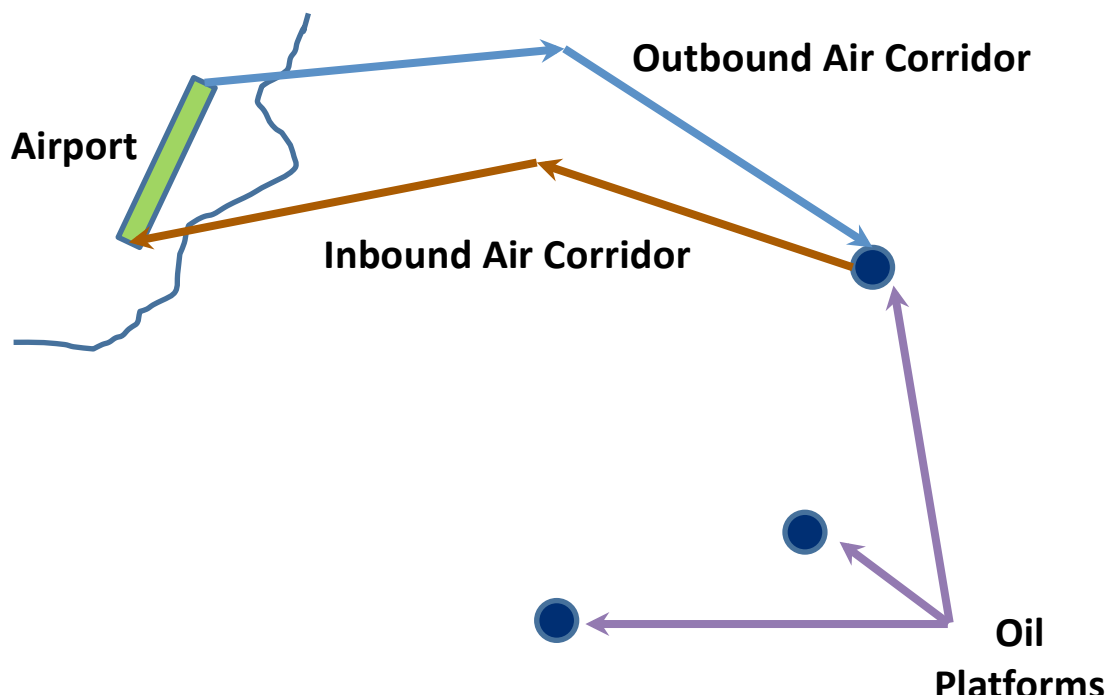 Outbound Air Corridor
Airport
Inbound Air Corridor
Oil
Platforms